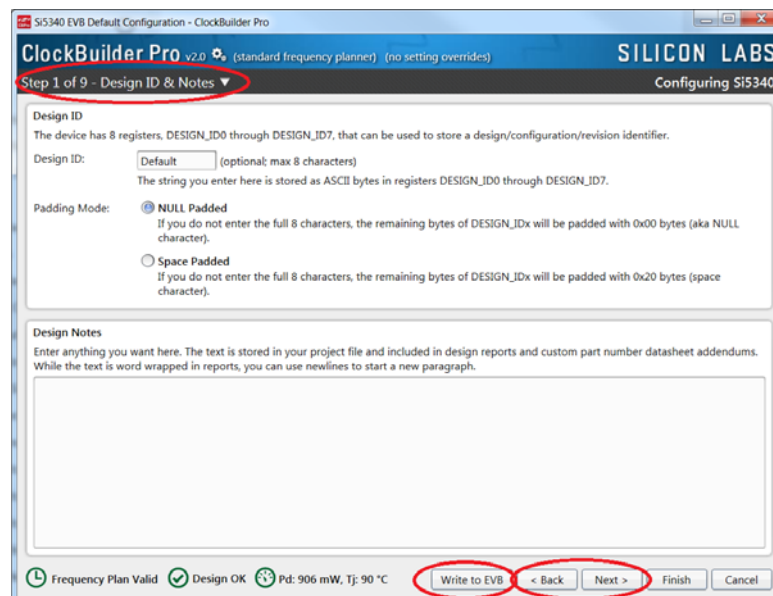 Si5340 EVB Default Configuration - ClockBuilder Pro
ClockBuilder Pro v2.0 (standard frequency planner) (no setting overrides) SILICON LABS
Step 1 of 9 - Design ID & Notes ▼ Configuring Si5340
Design ID
The device has 8 registers, DESIGN_ID0 through DESIGN_ID7, that can be used to store a design/configuration/revision identifier.
Design ID: Default (optional; max 8 characters)
The string you enter here is stored as ASCII bytes in registers DESIGN_ID0 through DESIGN_ID7.
Padding Mode: NULL Padded
If you do not enter the full 8 characters, the remaining bytes of DESIGN_IDx will be padded with 0x00 bytes (aka NULL
character).
Space Padded
If you do not enter the full 8 characters, the remaining bytes of DESIGN_IDx will be padded with 0x20 bytes (space
character).
Design Notes
Enter anything you want here. The text is stored in your project file and included in design reports and custom part number datasheet addendums.
While the text is word wrapped in reports, you can use newlines to start a new paragraph.
Frequency Plan Valid Design OK Pd: 906 mW, Tj: 90 °C Write to EVB < Back Next > Finish Cancel